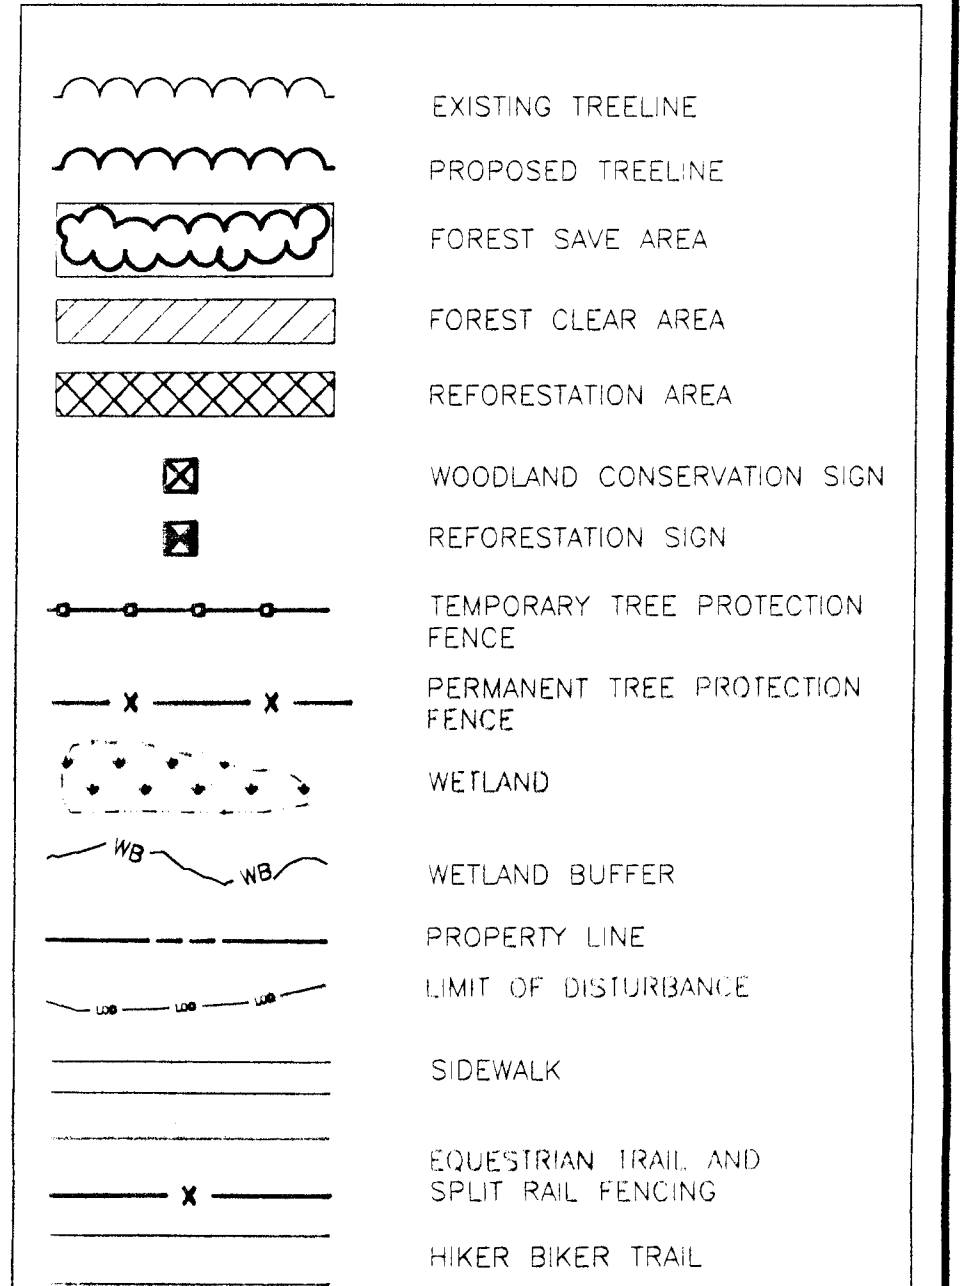 EXISTING TREELINE
PROPOSED TREELINE
FOREST SAVE AREA
FOREST CLEAR AREA
REFORESTATION AREA
WOODLAND CONSERVATION SIGN
REFORESTATION SIGN
TEMPORARY TREE PROTECTION
FENCE
PERMANENT TREE PROTECTION
FENCE
WETLAND
WB
WB
WETLAND BUFFER
PROPERTY LINE
LOD LOD LOD
LIMIT OF DISTURBANCE
SIDEWALK
EQUESTRIAN TRAIL AND
SPLIT RAIL FENCING
HIKER BIKER TRAIL